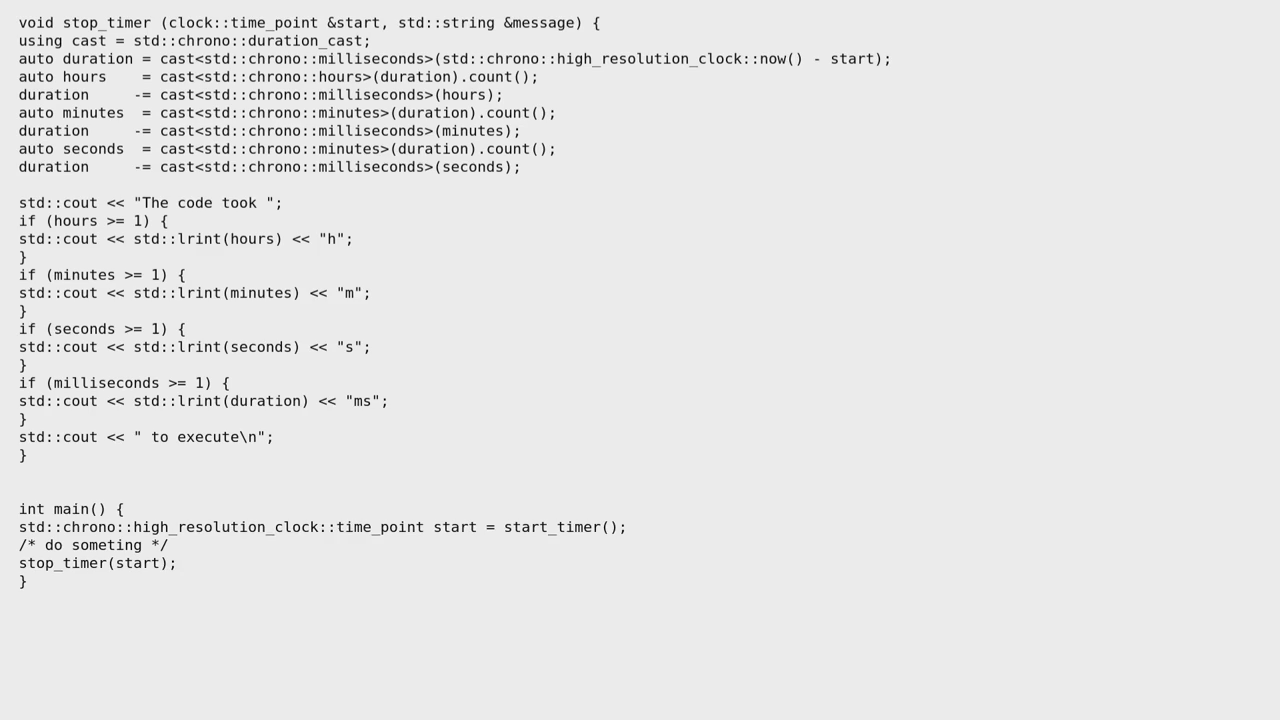 void stop_timer (clock::time_point &start, std::string &message) {
using cast = std::chrono::duration_cast;
auto duration = cast<std::chrono::milliseconds>(std::chrono::high_resolution_clock::now() - start);
auto hours    = cast<std::chrono::hours>(duration).count();
duration     -= cast<std::chrono::milliseconds>(hours);
auto minutes  = cast<std::chrono::minutes>(duration).count();
duration     -= cast<std::chrono::milliseconds>(minutes);
auto seconds  = cast<std::chrono::minutes>(duration).count();
duration     -= cast<std::chrono::milliseconds>(seconds);

std::cout << "The code took ";
if (hours >= 1) {
std::cout << std::lrint(hours) << "h";
}
if (minutes >= 1) {
std::cout << std::lrint(minutes) << "m";
}
if (seconds >= 1) {
std::cout << std::lrint(seconds) << "s";
}
if (milliseconds >= 1) {
std::cout << std::lrint(duration) << "ms";
}
std::cout << " to execute\n";
}


int main() {
std::chrono::high_resolution_clock::time_point start = start_timer();
/* do someting */
stop_timer(start);
}